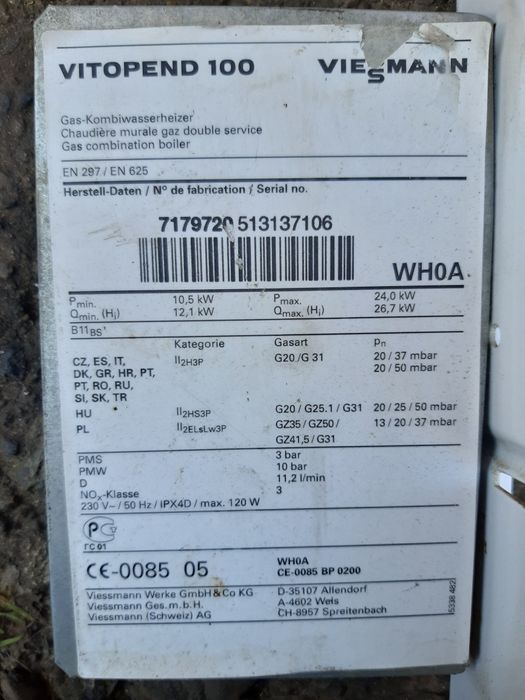 VITOPEND 100 VIESMANN
Gas-Kombiwasserheizer
Chaudière murale gaz double service
Gas combination boiler
EN 297 / EN 625
Herstell-Daten / Nº de fabrication / Serial no.
7179720 513137106
WH0A
Pmin. 10,5 kW Pmax. 24,0 kW
Qmin. (Hi) 12,1 kW Qmax. (Hi) 26,7 kW
B11BS
Kategorie Gasart Pn
CZ, ES, IT, II2H3P G20 /G 31 20 / 37 mbar
DK, GR, HR, PT, 20 / 50 mbar
PT, RO, RU,
SI, SK, TR
HU II2HS3P G20 / G25.1 / G31 20 / 25 / 50 mbar
PL II2ELsLw3P GZ35 / GZ50 / 13 / 20 / 37 mbar
GZ41,5 / G31
PMS 3 bar
PMW 10 bar
D 11,2 l/min
NOx-Klasse 3
230 V~ / 50 Hz / IPX4D / max. 120 W
РСТ
ГС 01
CE-0085 05
WH0A
CE-0085 BP 0200
Viessmann Werke GmbH & Co KG D-35107 Allendorf
Viessmann Ges.m.b.H. A-4602 Wels
Viessmann (Schweiz) AG CH-8957 Spreitenbach
5338 482